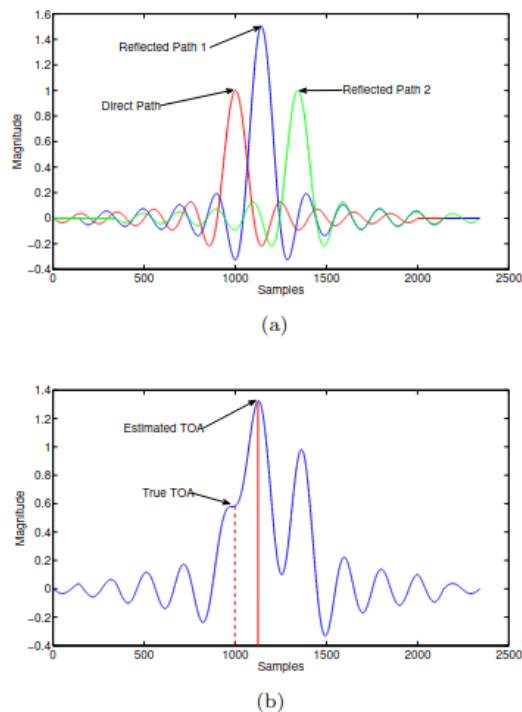 1.6
1.4
Reflected Path 1
1.2
Direct Path
Reflected Path 2
1
0.8
0.6
0.4
0.2
0
−0.2
−0.4
Magnitude
0 500 1000 1500 2000 2500
Samples
(a)
1.4
1.2
Estimated TOA
1
0.8
True TOA
0.6
0.4
0.2
0
−0.2
−0.4
Magnitude
0 500 1000 1500 2000 2500
Samples
(b)